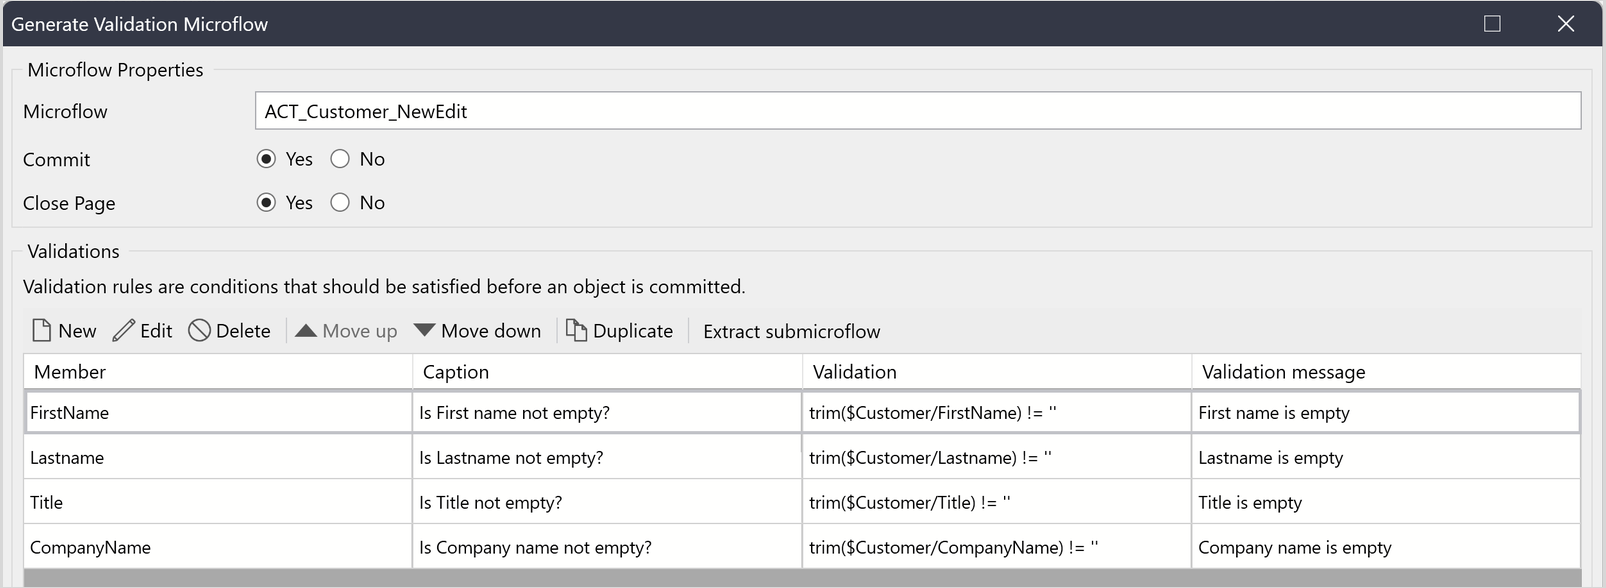 Generate Validation Microflow
Microflow Properties
Microflow ACT_Customer_NewEdit
Commit Yes No
Close Page Yes No
Validations
Validation rules are conditions that should be satisfied before an object is committed.
New Edit Delete Move up Move down Duplicate Extract submicroflow
Member Caption Validation Validation message
FirstName Is First name not empty? trim($Customer/FirstName) != '' First name is empty
Lastname Is Lastname not empty? trim($Customer/Lastname) != '' Lastname is empty
Title Is Title not empty? trim($Customer/Title) != '' Title is empty
CompanyName Is Company name not empty? trim($Customer/CompanyName) != '' Company name is empty